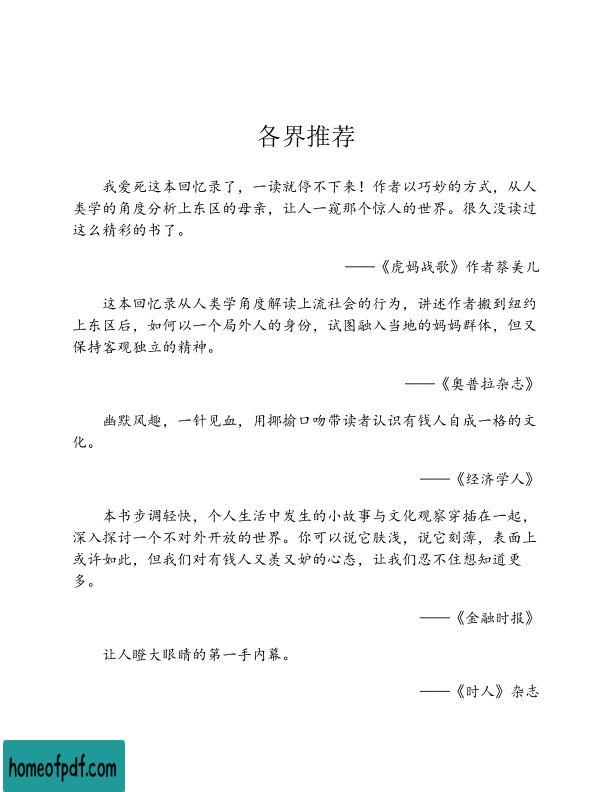 各界推荐
我爱死这本回忆录了，一读就停不下来！作者以巧妙的方式，从人
类学的角度分析上东区的母亲，让人一窥那个惊人的世界。很久没读过
这么精彩的书了。
——《虎妈战歌》作者蔡美儿
这本回忆录从人类学角度解读上流社会的行为，讲述作者搬到纽约
上东区后，如何以一个局外人的身份，试图融入当地的妈妈群体，但又
保持客观独立的精神。
——《奥普拉杂志》
幽默风趣，一针见血，用揶揄口吻带读者认识有钱人自成一格的文
化。
——《经济学人》
本书步调轻快，个人生活中发生的小故事与文化观察穿插在一起，
深入探讨一个不对外开放的世界。你可以说它肤浅，说它刻薄，表面上
或许如此，但我们对有钱人又羡又妒的心态，让我们忍不住想知道更
多。
——《金融时报》
让人瞪大眼睛的第一手内幕。
——《时人》杂志
homeofpdf.com